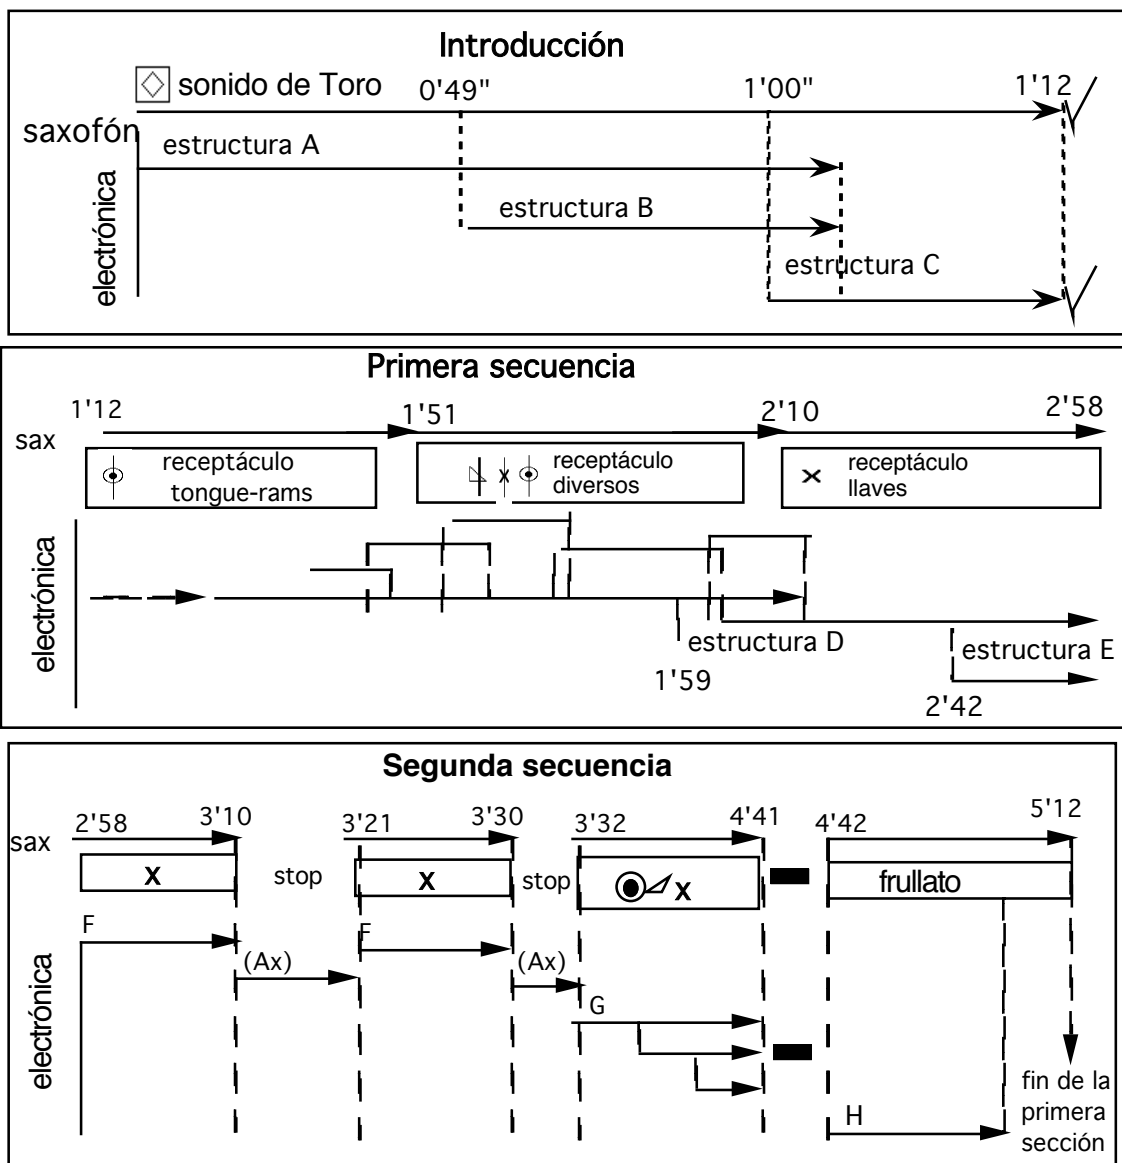 Introducción
sonido de Toro 0'49" 1'00" 1'12
saxofón
estructura A
estructura B
estructura C
electrónica
Primera secuencia
1'12 1'51 2'10 2'58
sax
receptáculo
tongue-rams
x receptáculo
diversos
x receptáculo
llaves
electrónica
estructura D
estructura E
1'59
2'42
Segunda secuencia
2'58 3'10 3'21 3'30 3'32 4'41 4'42 5'12
sax
x stop x stop x frullato
F F
(Ax) (Ax)
G
electrónica
H
fin de la
primera
sección